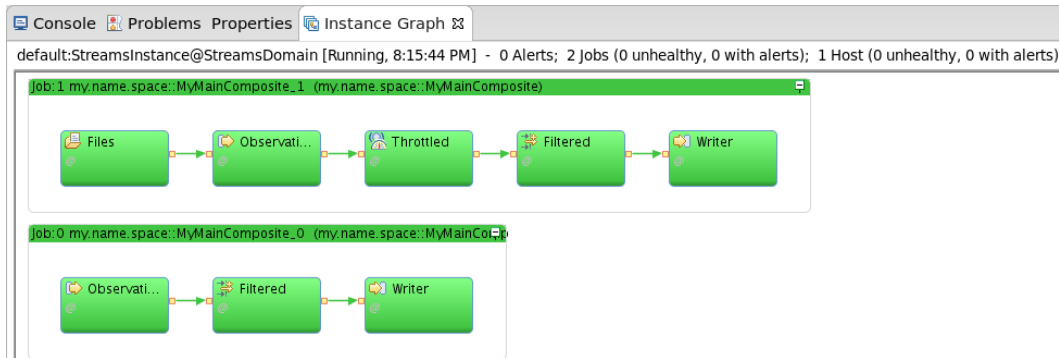 Console Problems Properties Instance Graph
default:StreamsInstance@StreamsDomain [Running, 8:15:44 PM] - 0 Alerts; 2 Jobs (0 unhealthy, 0 with alerts); 1 Host (0 unhealthy, 0 with alerts)
Job:1 my.name.space::MyMainComposite_1 (my.name.space::MyMainComposite)
Files Observati... Throttled Filtered Writer
@ @ @ @ @
Job:0 my.name.space::MyMainComposite_0 (my.name.space::MyMainComp
Observati... Filtered Writer
@ @ @